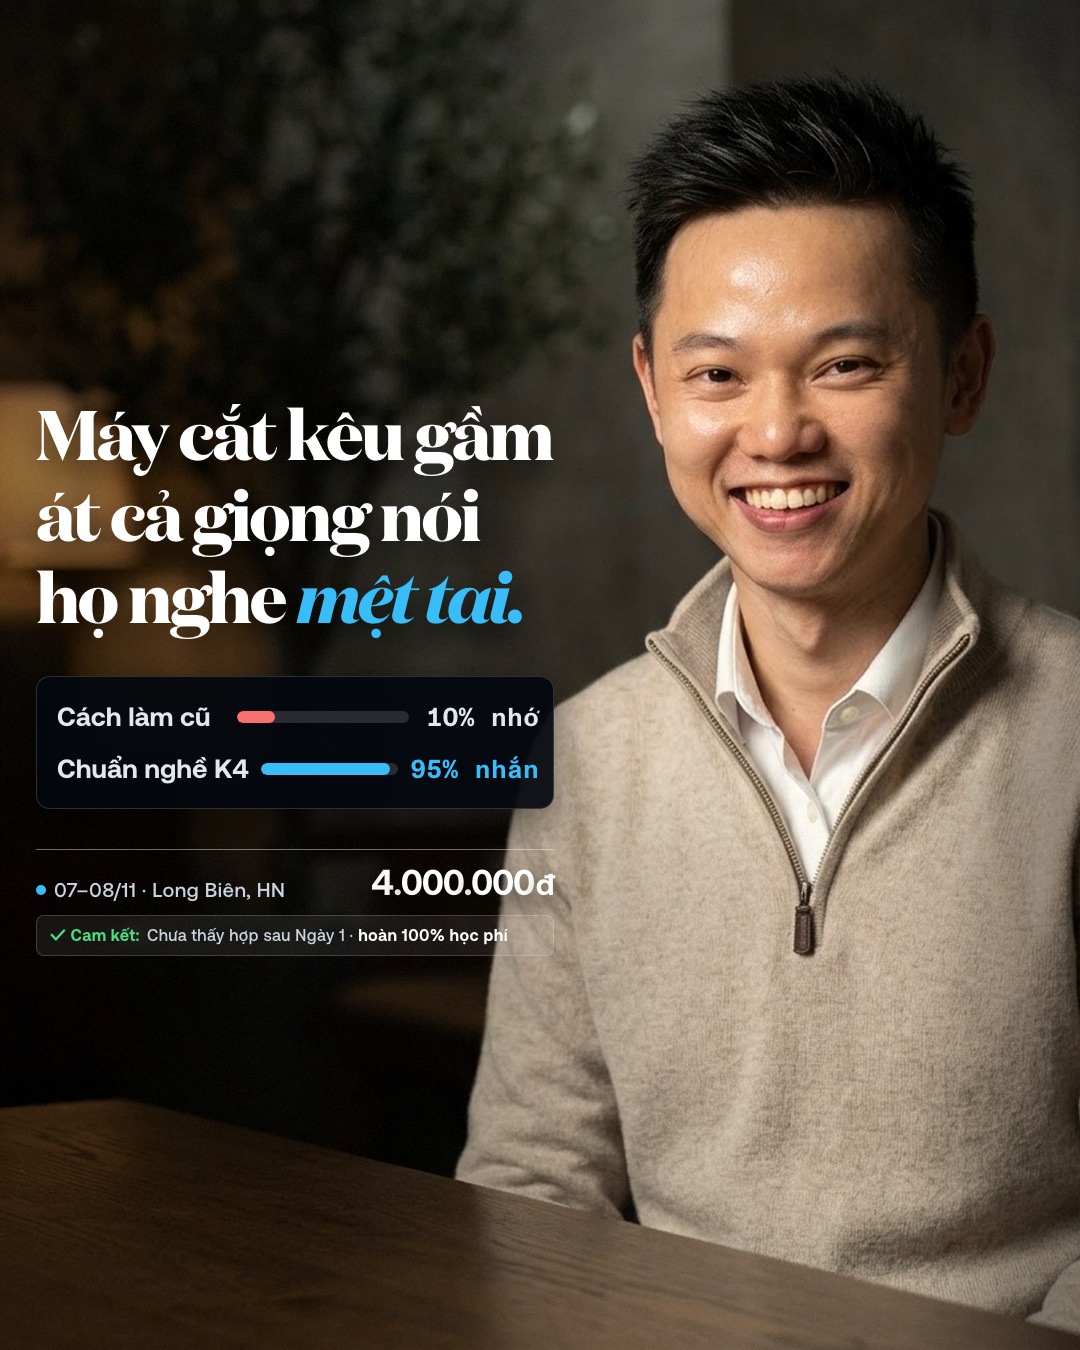 Máy cắt kêu gầm
át cả giọng nói
họ nghe mệt tai.
Cách làm cũ 10% nhớ
Chuẩn nghề K4 95% nhắn
07–08/11 · Long Biên, HN 4.000.000đ
✓ Cam kết: Chưa thấy hợp sau Ngày 1 · hoàn 100% học phí